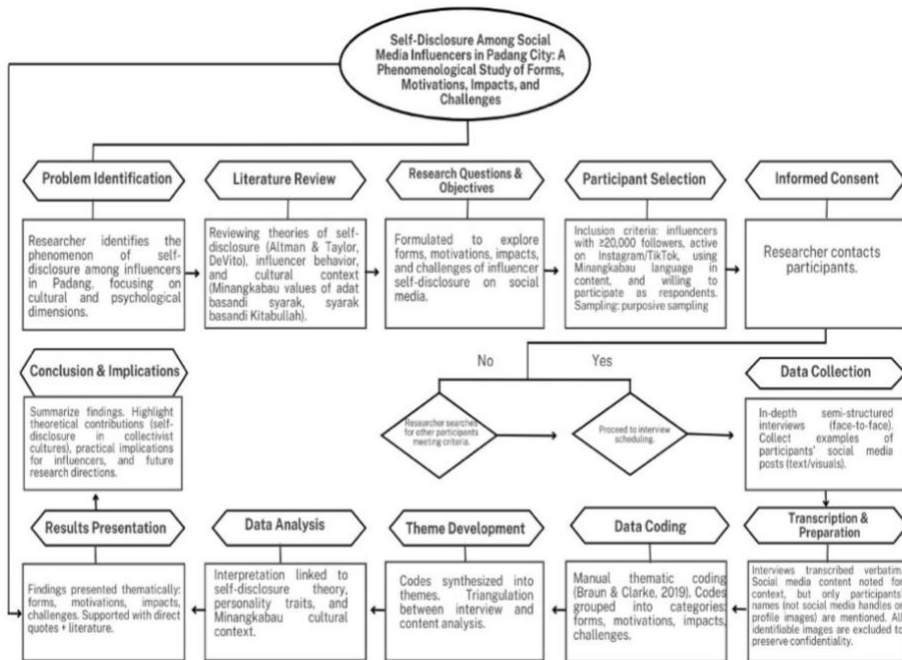 Self-Disclosure Among Social
Media Influencers in Padang City: A
Phenomenological Study of Forms,
Motivations, Impacts, and
Challenges
Problem Identification
Researcher identifies the
phenomenon of self-
disclosure among influencers
in Padang, focusing on
cultural and psychological
dimensions.
Literature Review
Reviewing theories of self-
disclosure (Altman & Taylor,
DeVito), influencer behavior,
and cultural context
(Minangkabau values of adat
basandi syarak, syarak
basandi Kitabullah).
Research Questions &
Objectives
Formulated to explore
forms, motivations, impacts,
and challenges of influencer
self-disclosure on social
media.
Participant Selection
Inclusion criteria: influencers
with ≥20,000 followers, active
on Instagram/TikTok, using
Minangkabau language in
content, and willing to
participate as respondents.
Sampling: purposive sampling
Informed Consent
Researcher contacts
participants.
No
Yes
Researcher searches
for other participants
meeting criteria.
Proceed to interview
scheduling.
Data Collection
In-depth semi-structured
interviews (face-to-face).
Collect examples of
participants' social media
posts (text/visuals).
Transcription &
Preparation
Interviews transcribed verbatim.
Social media content noted for
context, but only participants'
names (not social media handles or
profile images) are mentioned. All
identifiable images are excluded to
preserve confidentiality.
Data Coding
Manual thematic coding
(Braun & Clarke, 2019). Codes
grouped into categories:
forms, motivations, impacts,
challenges.
Theme Development
Codes synthesized into
themes. Triangulation
between interview and
content analysis.
Data Analysis
Interpretation linked to
self-disclosure theory,
personality traits, and
Minangkabau cultural
context.
Results Presentation
Findings presented thematically:
forms, motivations, impacts,
challenges. Supported with direct
quotes + literature.
Conclusion & Implications
Summarize findings. Highlight
theoretical contributions (self-
disclosure in collectivist
cultures), practical implications
for influencers, and future
research directions.